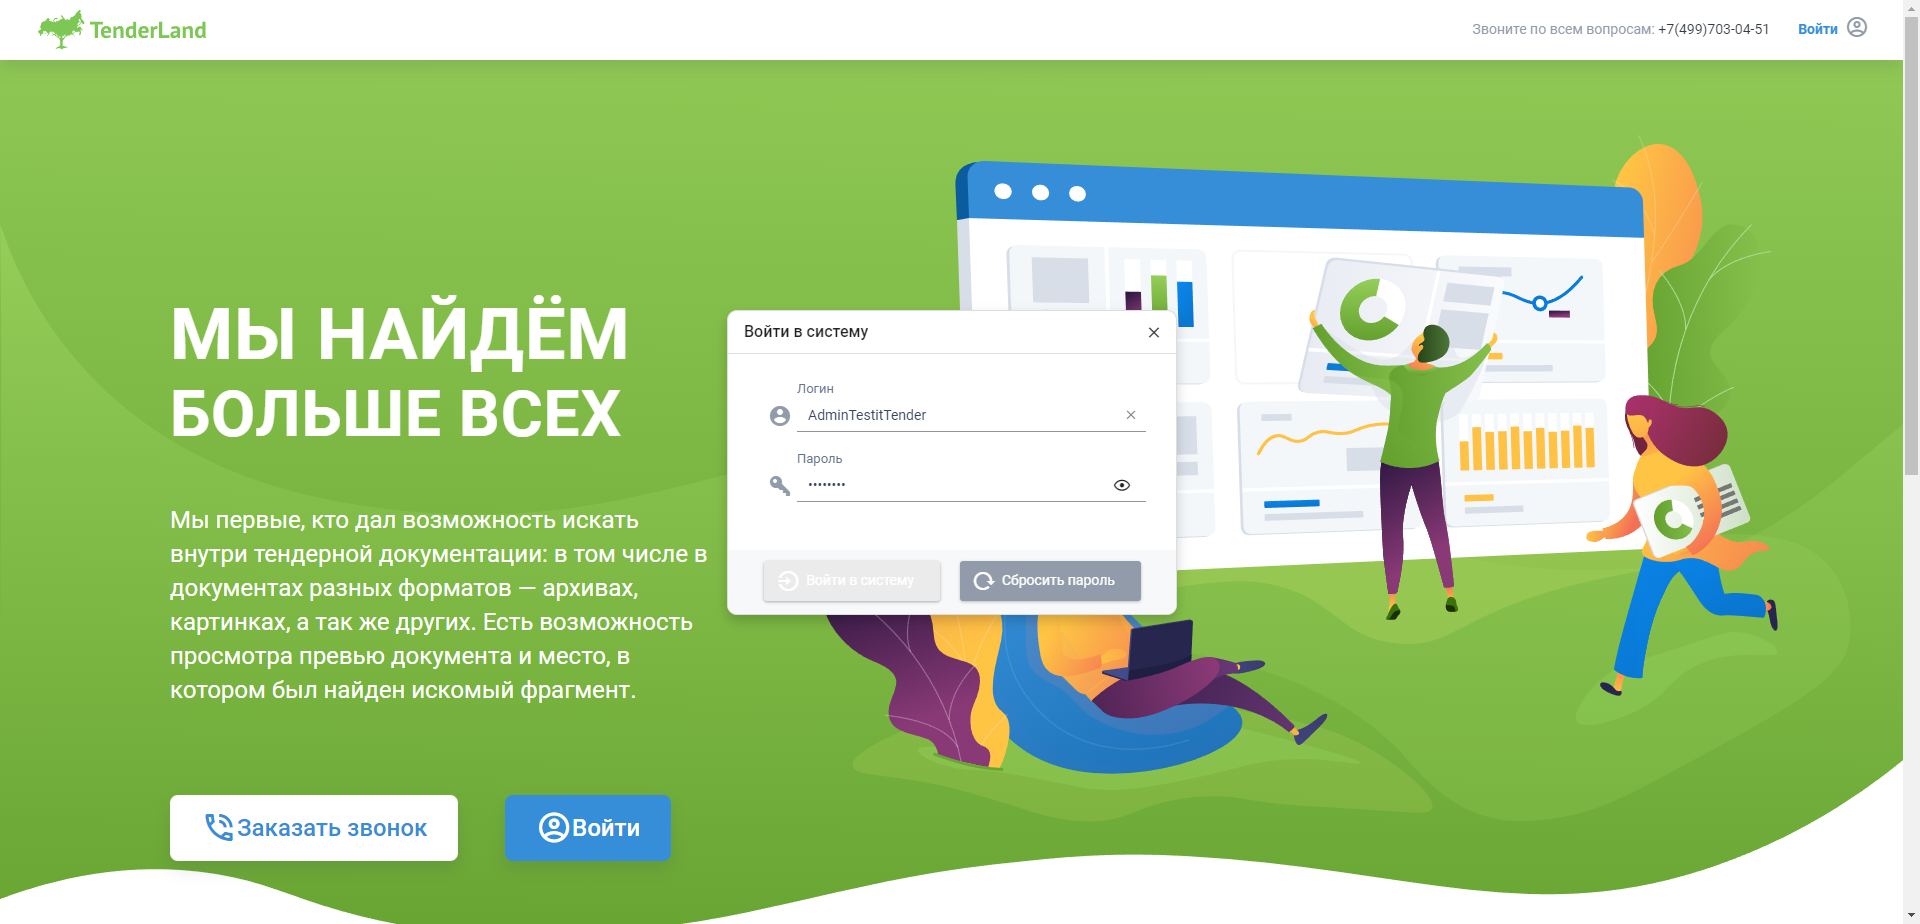 TenderLand
Звоните по всем вопросам: +7(499)703-04-51
Войти
МЫ НАЙДЁМ
БОЛЬШЕ ВСЕХ
Мы первые, кто дал возможность искать
внутри тендерной документации: в том числе в
документах разных форматов — архивах,
картинках, а так же других. Есть возможность
просмотра превью документа и место, в
котором был найден искомый фрагмент.
Заказать звонок
Войти
Войти в систему
Логин
AdminTestitTender
Пароль
••••••••
Войти в систему
Сбросить пароль